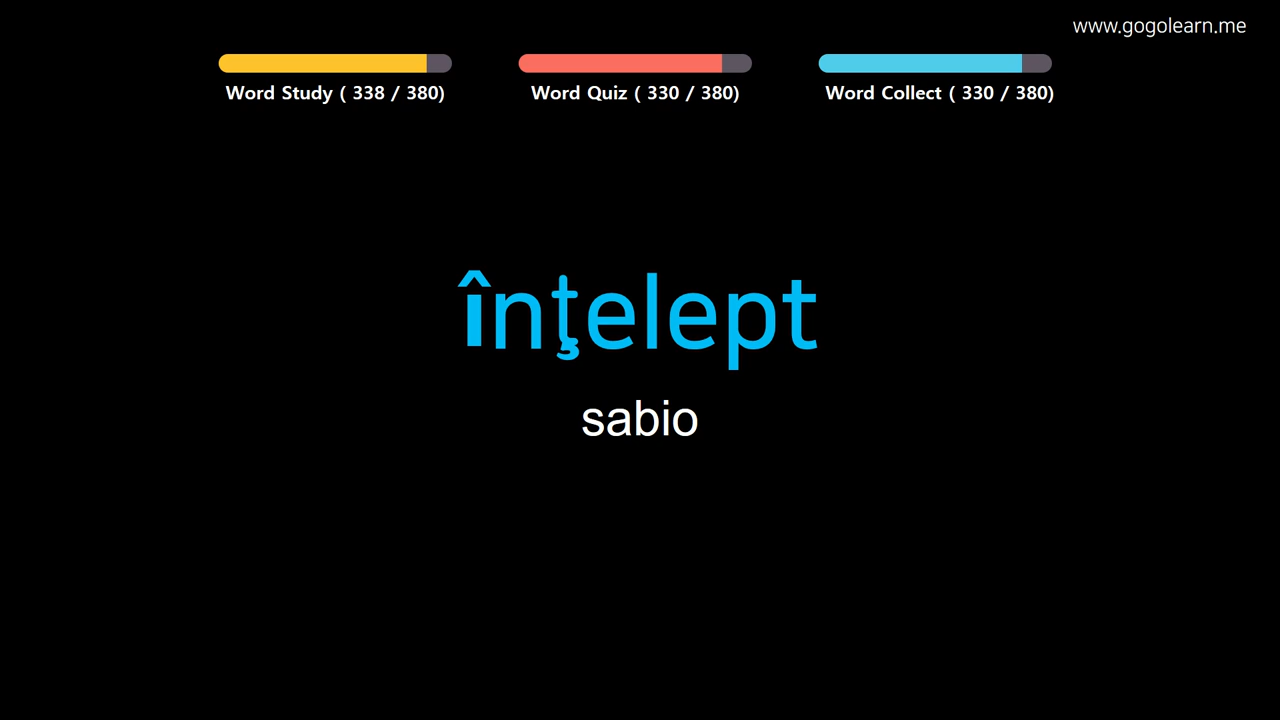 www.gogolearn.me
Word Study ( 338 / 380)
Word Quiz ( 330 / 380)
Word Collect ( 330 / 380)
înţelept
sabio